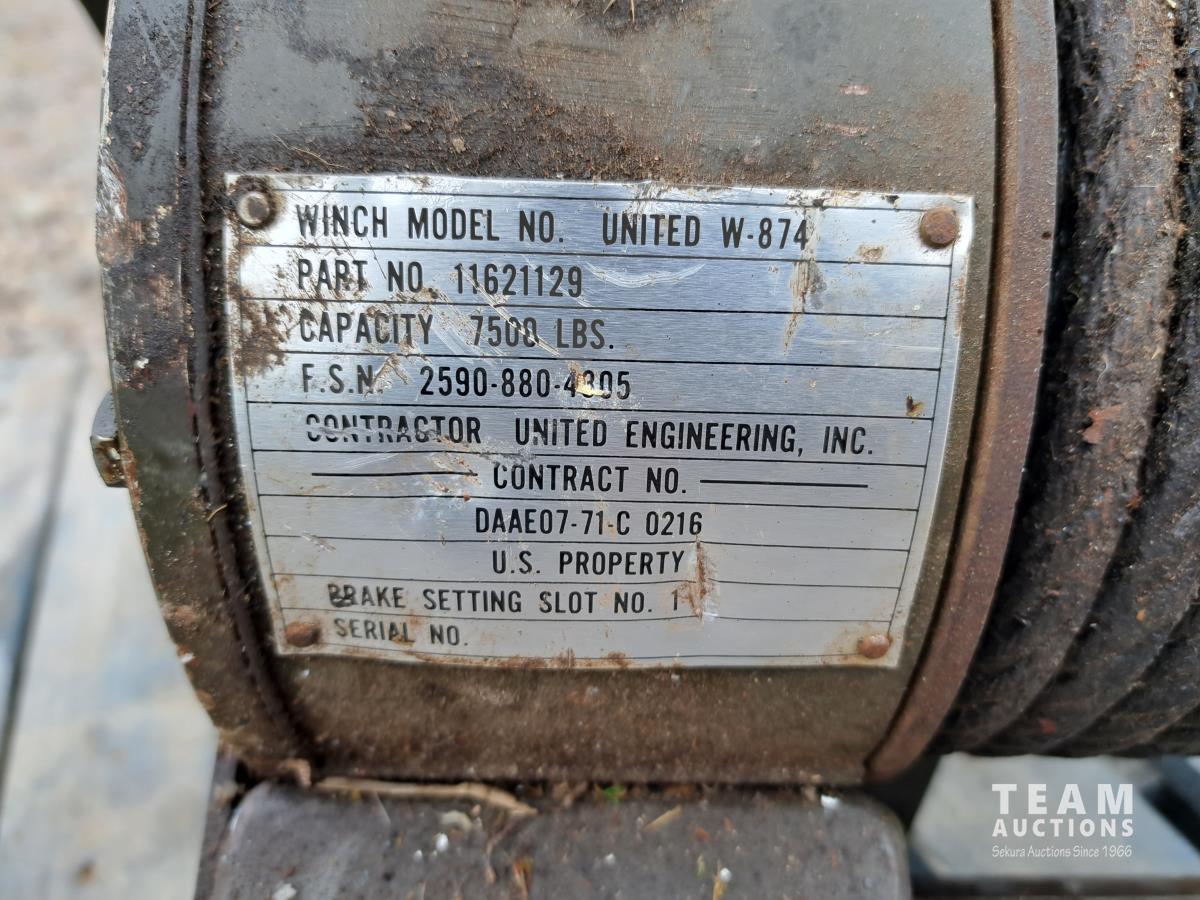 WINCH MODEL NO. UNITED W-874
PART NO. 11621129
CAPACITY 7500 LBS.
F.S.N. 2590-880-4305
CONTRACTOR UNITED ENGINEERING, INC.
CONTRACT NO.
DAAE07-71-C 0216
U.S. PROPERTY
BRAKE SETTING SLOT NO. 1
SERIAL NO.
TEAM
AUCTIONS
Sekura Auctions Since 1966